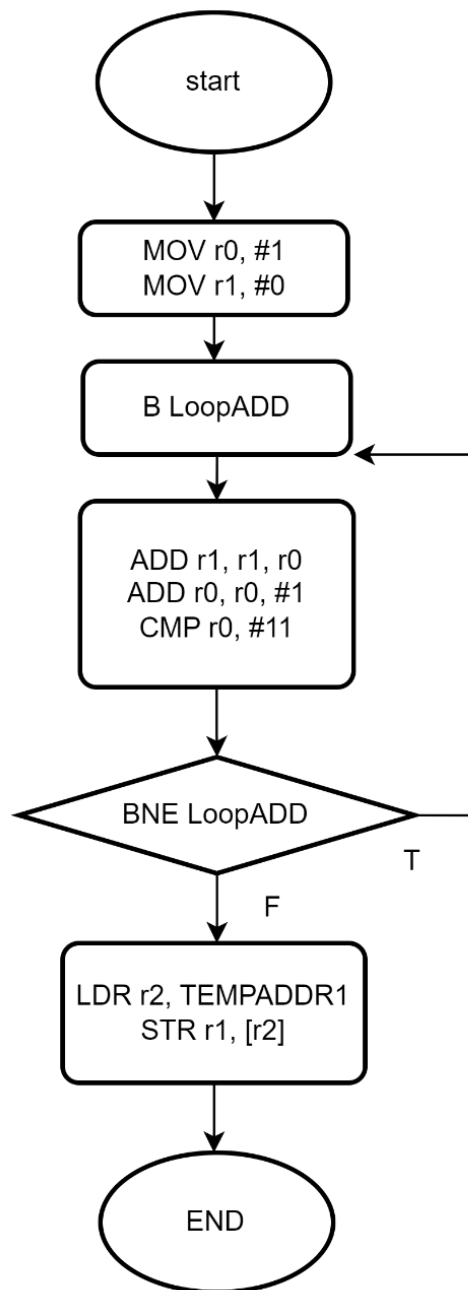 start
MOV r0, #1
MOV r1, #0
B LoopADD
ADD r1, r1, r0
ADD r0, r0, #1
CMP r0, #11
BNE LoopADD
T
F
LDR r2, TEMPADDR1
STR r1, [r2]
END